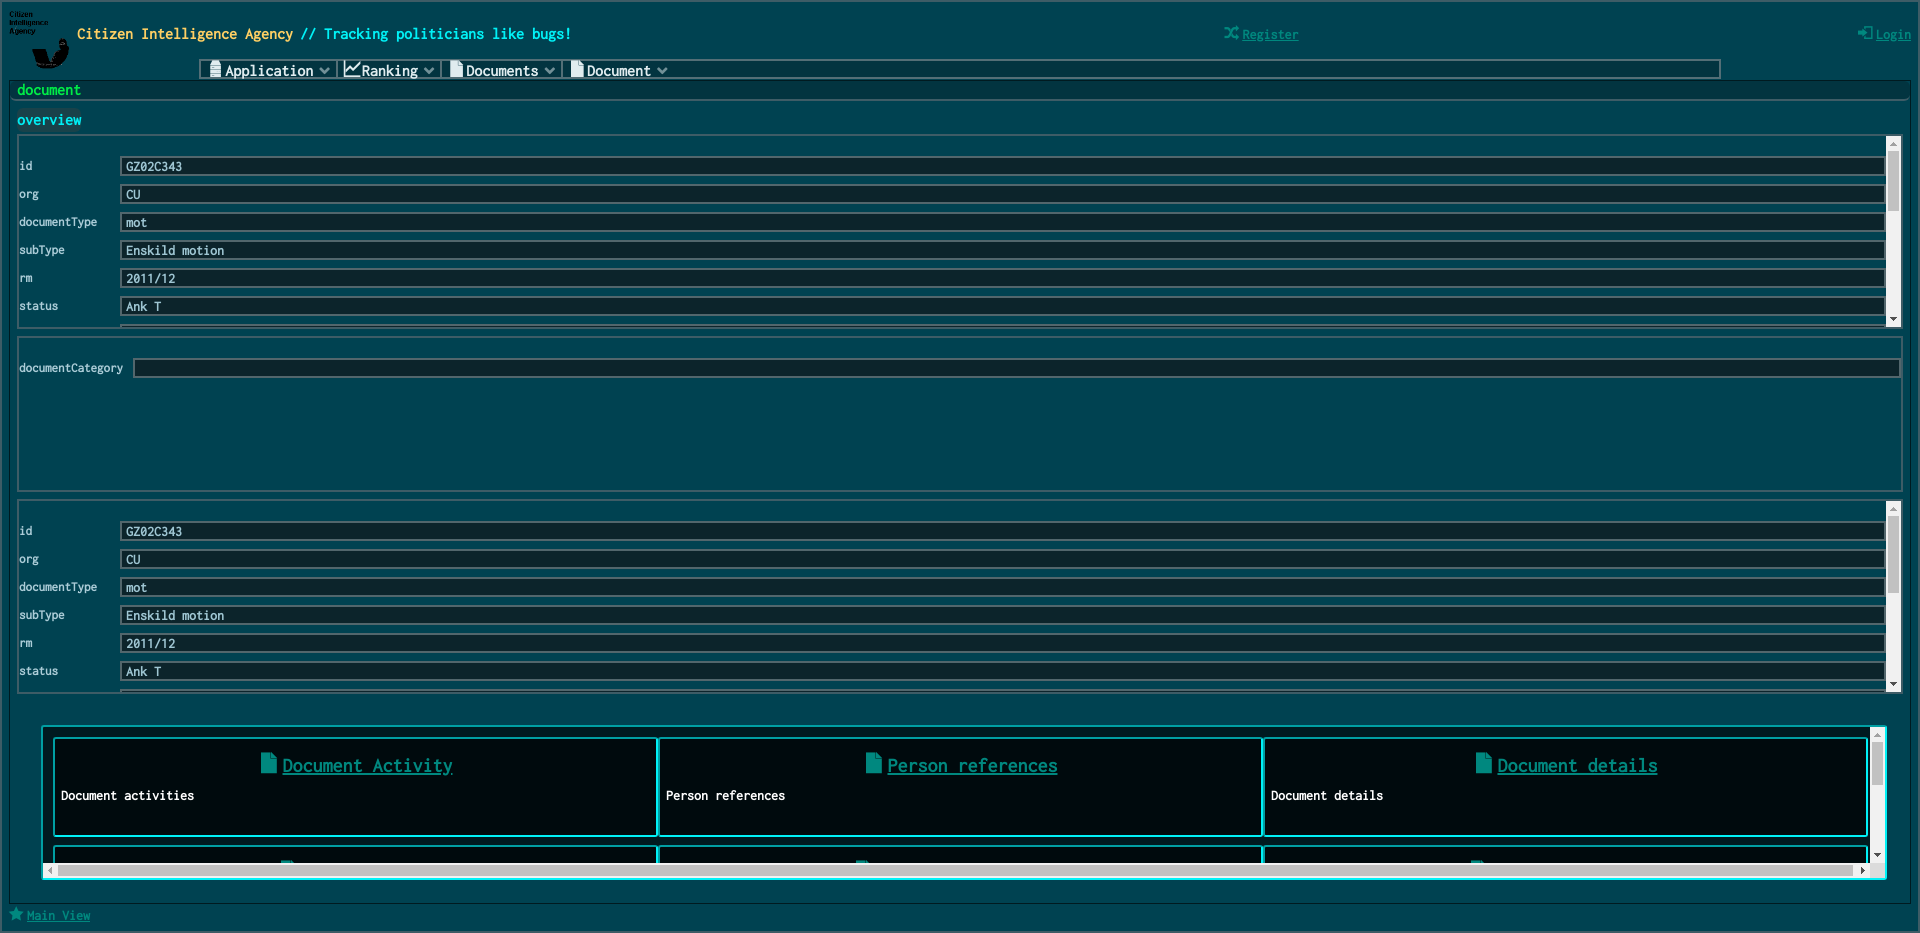 Citizen
Intelligence
Agency
Citizen Intelligence Agency // Tracking politicians like bugs!
Register
Login
Application
Ranking
Documents
Document
document
overview
id GZ02C343
org CU
documentType mot
subType Enskild motion
rm 2011/12
status Ank T
documentCategory
id GZ02C343
org CU
documentType mot
subType Enskild motion
rm 2011/12
status Ank T
Document Activity
Document activities
Person references
Person references
Document details
Document details
Main View